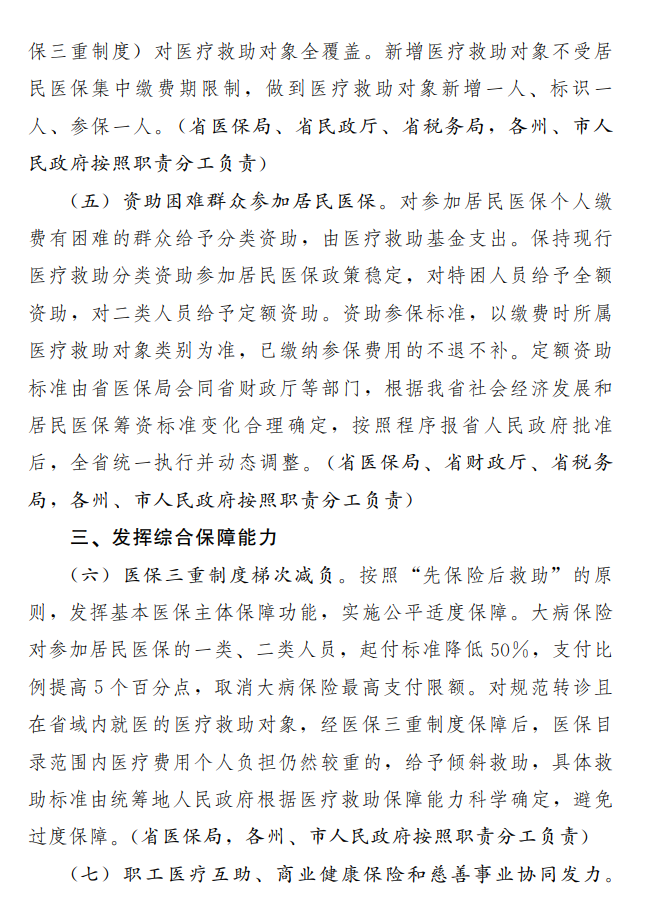 保三重制度）对医疗救助对象全覆盖。新增医疗救助对象不受居
民医保集中缴费期限制，做到医疗救助对象新增一人、标识一
人、参保一人。（省医保局、省民政厅、省税务局，各州、市人
民政府按照职责分工负责）
（五）资助困难群众参加居民医保。对参加居民医保个人缴
费有困难的群众给予分类资助，由医疗救助基金支出。保持现行
医疗救助分类资助参加居民医保政策稳定，对特困人员给予全额
资助，对二类人员给予定额资助。资助参保标准，以缴费时所属
医疗救助对象类别为准，已缴纳参保费用的不退不补。定额资助
标准由省医保局会同省财政厅等部门，根据我省社会经济发展和
居民医保筹资标准变化合理确定，按照程序报省人民政府批准
后，全省统一执行并动态调整。（省医保局、省财政厅、省税务
局，各州、市人民政府按照职责分工负责）
三、发挥综合保障能力
（六）医保三重制度梯次减负。按照“先保险后救助”的原
则，发挥基本医保主体保障功能，实施公平适度保障。大病保险
对参加居民医保的一类、二类人员，起付标准降低50%，支付比
例提高5个百分点，取消大病保险最高支付限额。对规范转诊且
在省域内就医的医疗救助对象，经医保三重制度保障后，医保目
录范围内医疗费用个人负担仍然较重的，给予倾斜救助，具体救
助标准由统筹地人民政府根据医疗救助保障能力科学确定，避免
过度保障。（省医保局，各州、市人民政府按照职责分工负责）
（七）职工医疗互助、商业健康保险和慈善事业协同发力。